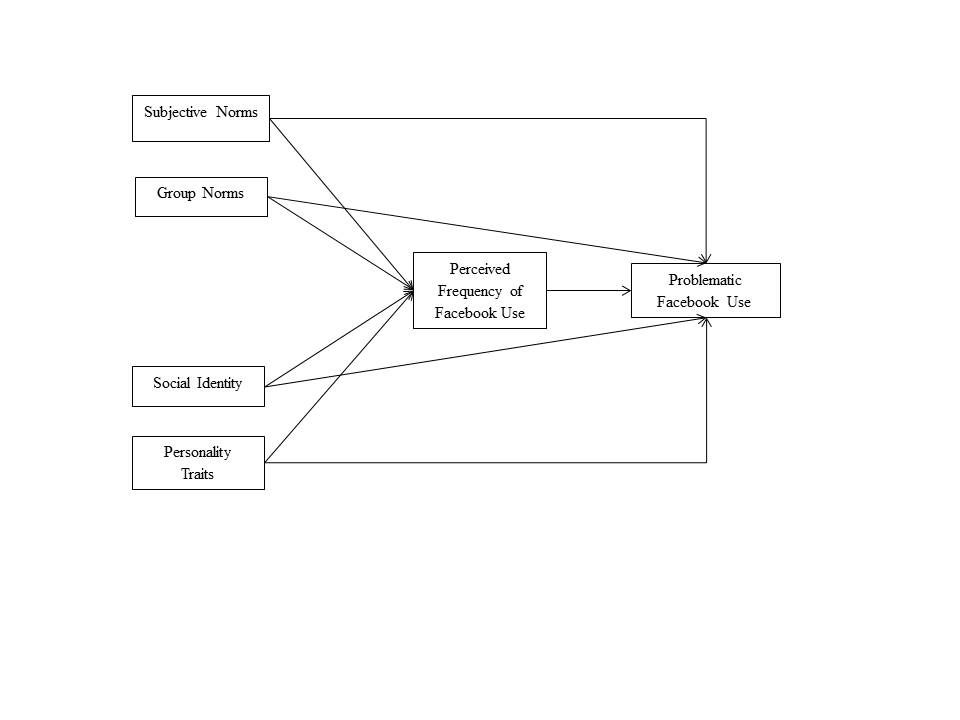 Subjective Norms
Group Norms
Perceived
Frequency of
Facebook Use
Problematic
Facebook Use
Social Identity
Personality
Traits